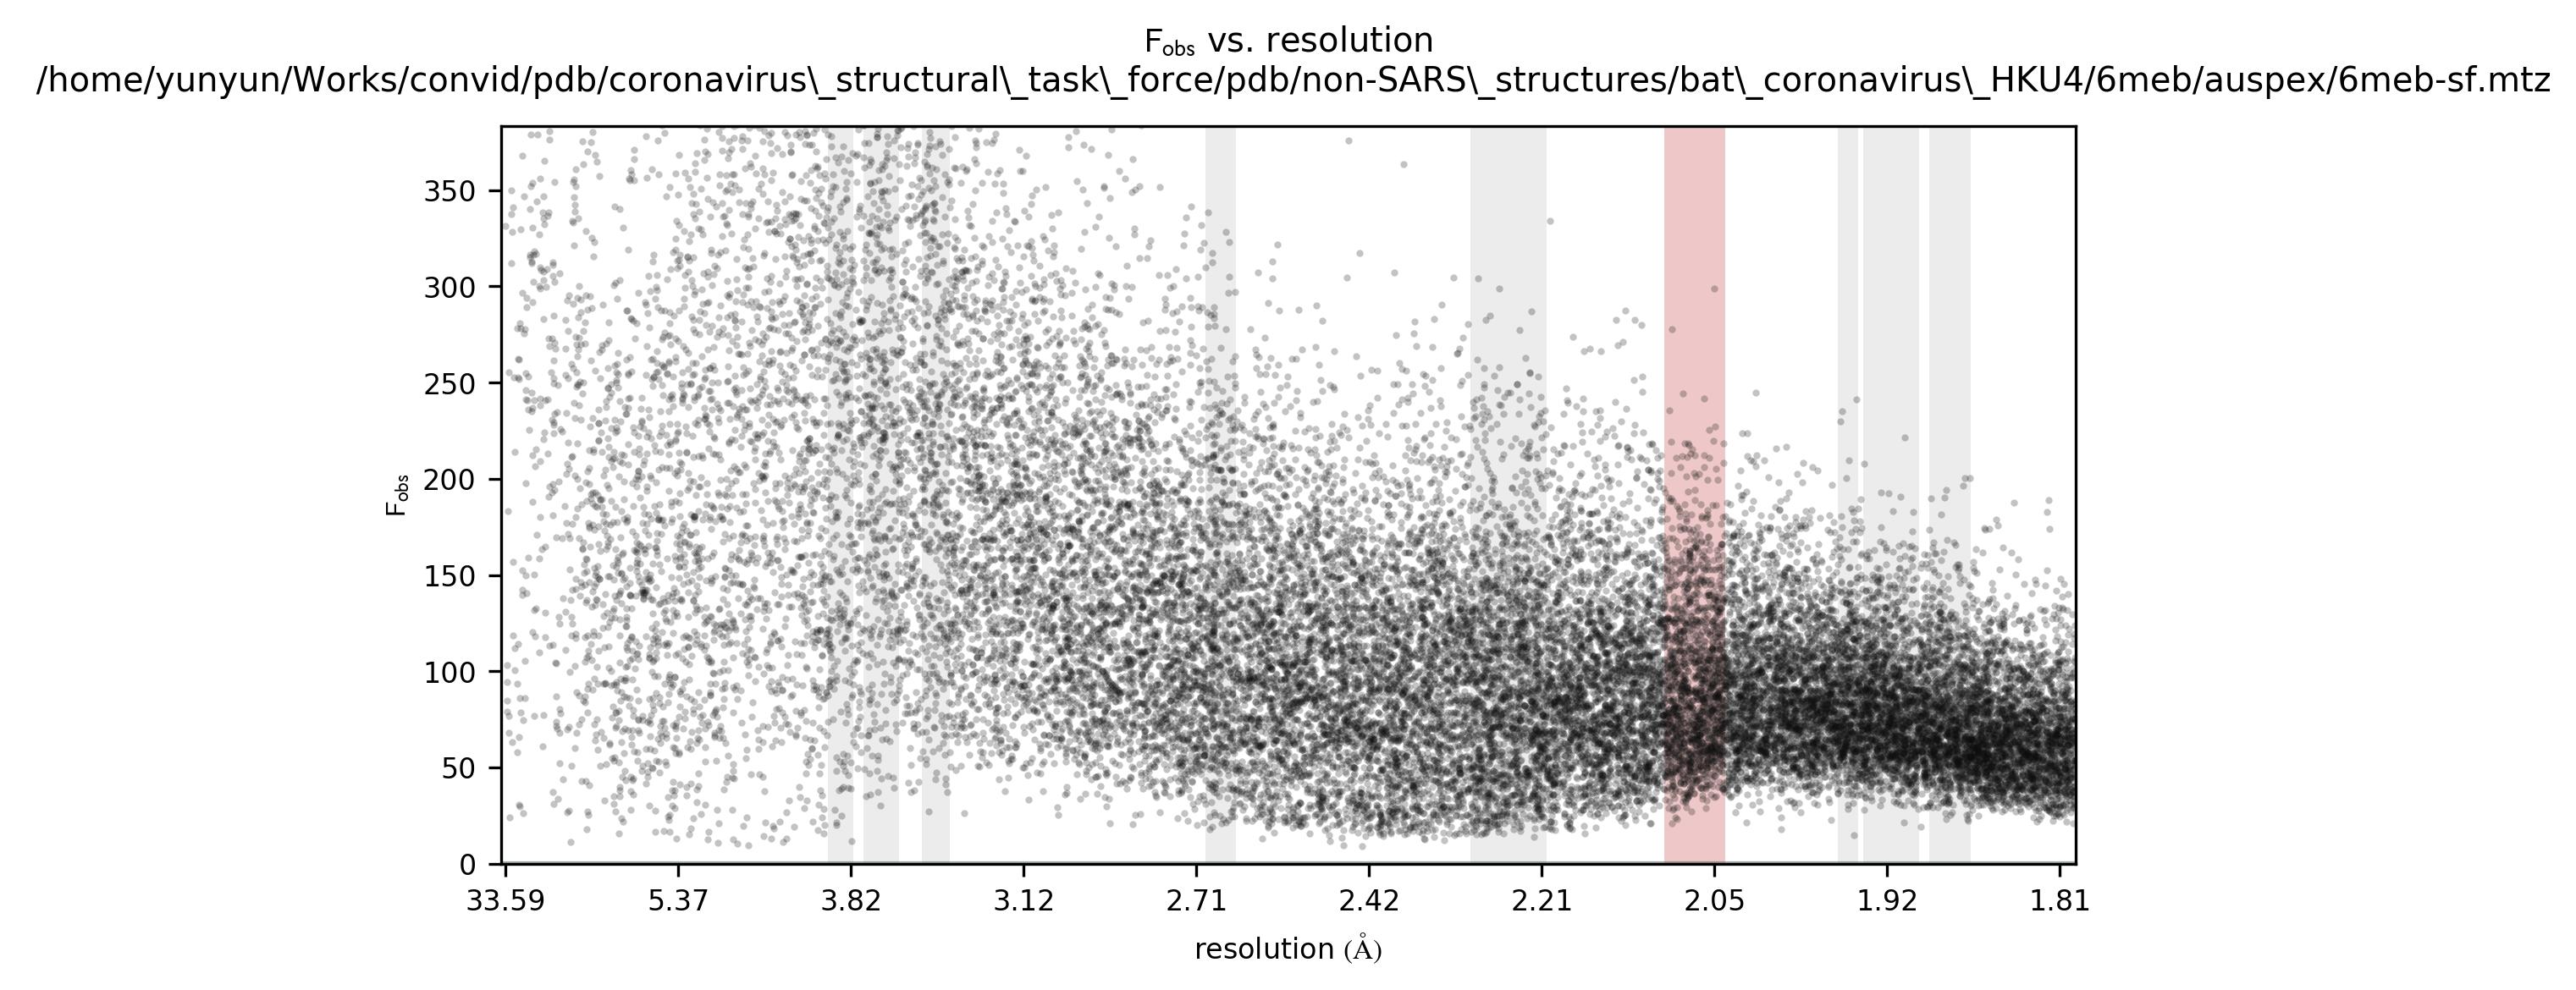 F_obs vs. resolution
/home/yunyun/Works/convid/pdb/coronavirus\_structural\_task\_force/pdb/non-SARS\_structures/bat\_coronavirus\_HKU4/6meb/auspex/6meb-sf.mtz
F_obs
350
300
250
200
150
100
50
0
33.59 5.37 3.82 3.12 2.71 2.42 2.21 2.05 1.92 1.81
resolution (Å)